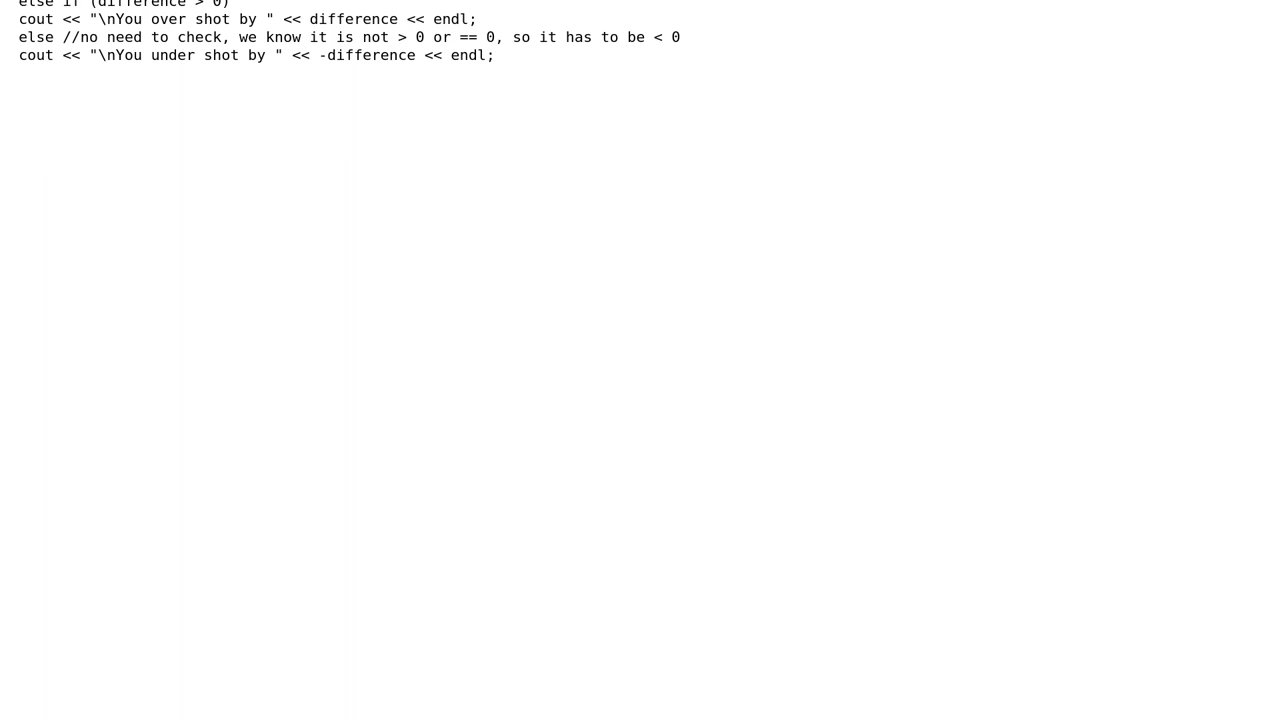 else if (difference > 0)
cout << "\nYou over shot by " << difference << endl;
else //no need to check, we know it is not > 0 or == 0, so it has to be < 0
cout << "\nYou under shot by " << -difference << endl;